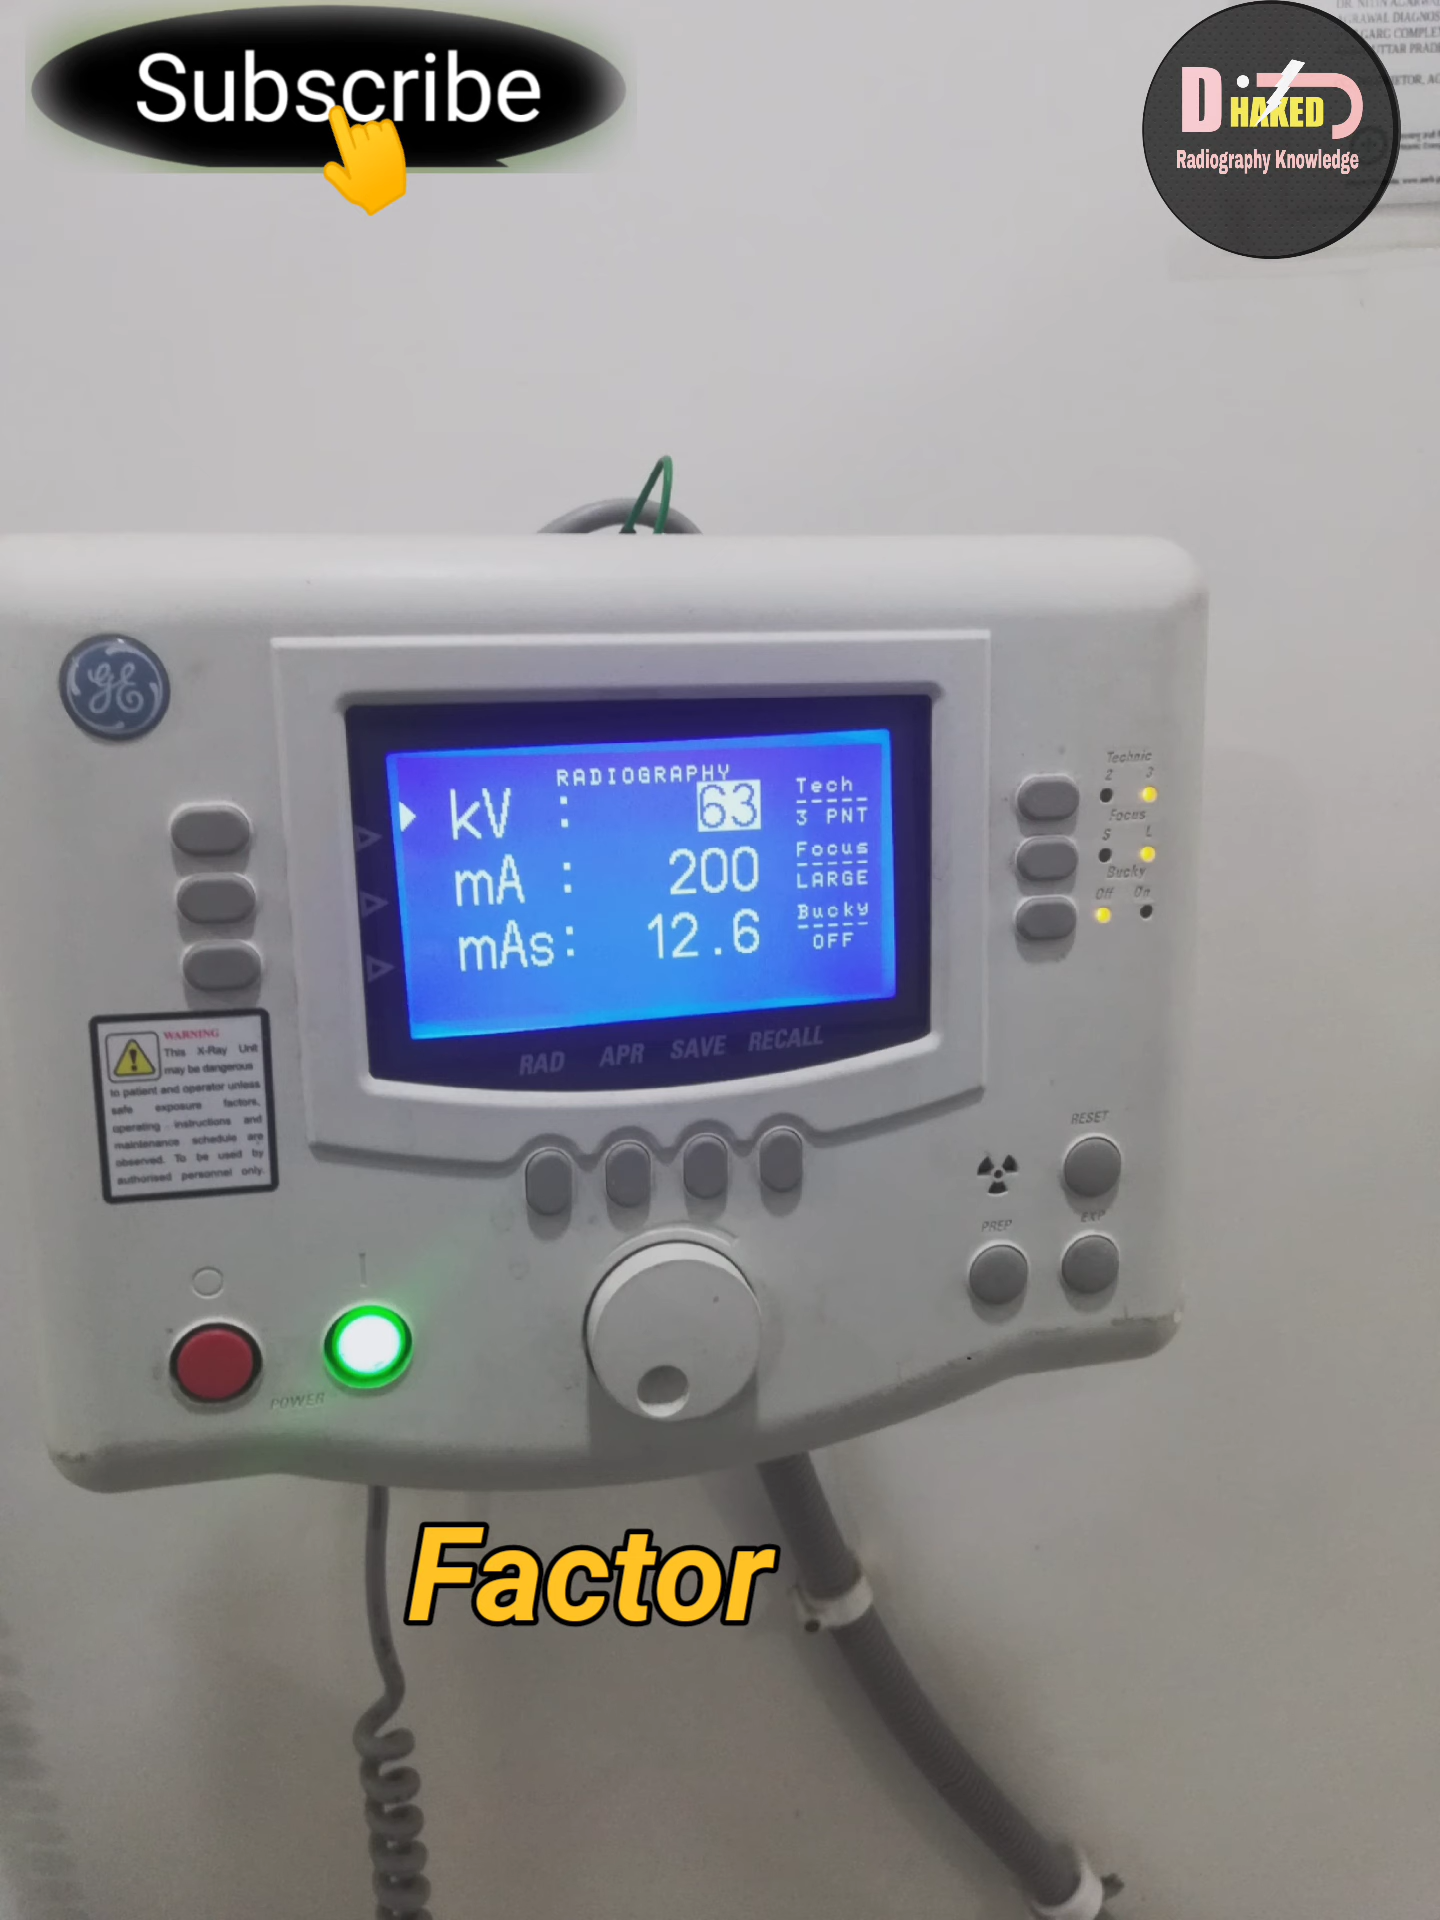 Subscribe
DHAKED
Radiography Knowledge
GE
RADIOGRAPHY
kV : 63
mA : 200
mAs: 12.6
Tech
3 PNT
Focus
LARGE
Bucky
OFF
RAD APR SAVE RECALL
Technic
2 3
Focus
S L
Bucky
Off On
WARNING
This X-Ray Unit
may be dangerous
to patient and operator unless
safe exposure factors,
operating instructions and
maintenance schedule are
observed. To be used by
authorised personnel only.
RESET
PREP EXP
POWER
Factor